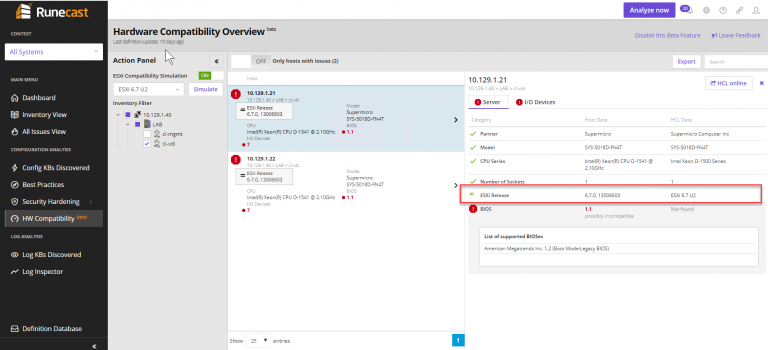 Runecast
Analyze now
20
CONTEXT
All Systems
MAIN MENU
Dashboard
Inventory View
All Issues View
CONFIGURATION ANALYSIS
Config KBs Discovered
Best Practices
Security Hardening
HW Compatibility beta
LOG ANALYSIS
Log KBs Discovered
Log Inspector
Definition Database
Hardware Compatibility Overview beta
Last definition update: 19 days ago
Disable this Beta Feature
Leave Feedback
Action Panel
ESXi Compatibility Simulation ON
ESXi 6.7 U2
Simulate
Inventory Filter
10.129.1.40
LAB
cl-mgmt
cl-vdi
OFF Only hosts with issues (2)
Export
Search
Host
10.129.1.21
10.129.1.40 > LAB > cl-vdi
ESXi Release
6.7.0, 13006603
Model
Supermicro
SYS-5018D-FN4T
CPU
Intel(R) Xeon(R) CPU D-1541 @ 2.10GHz
BIOS
1.1
I/O Devices
7
10.129.1.22
10.129.1.40 > LAB > cl-vdi
ESXi Release
6.7.0, 13006603
Model
Supermicro
SYS-5018D-FN4T
CPU
Intel(R) Xeon(R) CPU D-1541 @ 2.10GHz
BIOS
1.1
I/O Devices
7
Show 25 entries
1
10.129.1.21
10.129.1.40 > LAB > cl-vdi
HCL online
Server
I/O Devices
Category Host Data HCL Data
Partner Supermicro Supermicro Computer Inc
Model SYS-5018D-FN4T SYS-5018D-FN4T
CPU Series Intel(R) Xeon(R) CPU D-1541 @ 2.10GHz Intel Xeon D-1500 Series
Number of Sockets 1 1
ESXi Release 6.7.0, 13006603 ESXi 6.7 U2
BIOS 1.1 Not found
possibly incompatible
List of supported BIOSes
American Megatrends Inc. 1.2 (Boot Mode:Legacy BIOS)